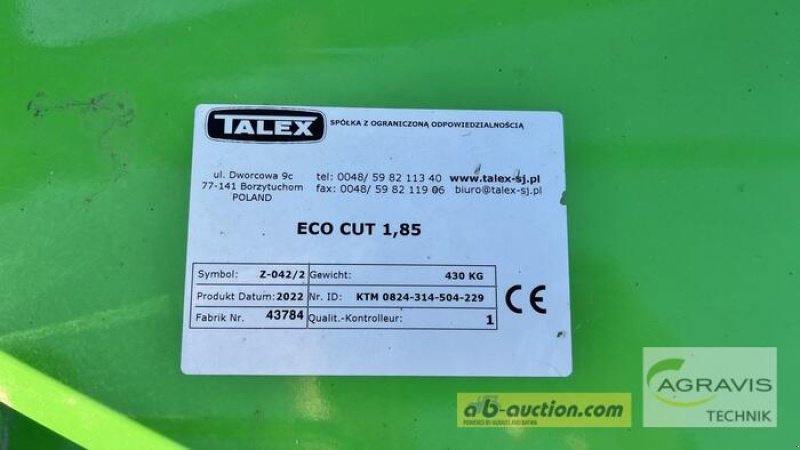 TALEX SPÓŁKA Z OGRANICZONĄ ODPOWIEDZIALNOŚCIĄ
ul. Dworcowa 9c tel: 0048/ 59 82 113 40 www.talex-sj.pl
77-141 Borzytuchom fax: 0048/ 59 82 119 06 biuro@talex-sj.pl
POLAND
ECO CUT 1,85
Symbol: Z-042/2 Gewicht: 430 KG
Produkt Datum: 2022 Nr. ID: KTM 0824-314-504-229
Fabrik Nr. 43784 Qualit.-Kontrolleur: 1
CE
ab-auction.com
AGRAVIS
TECHNIK